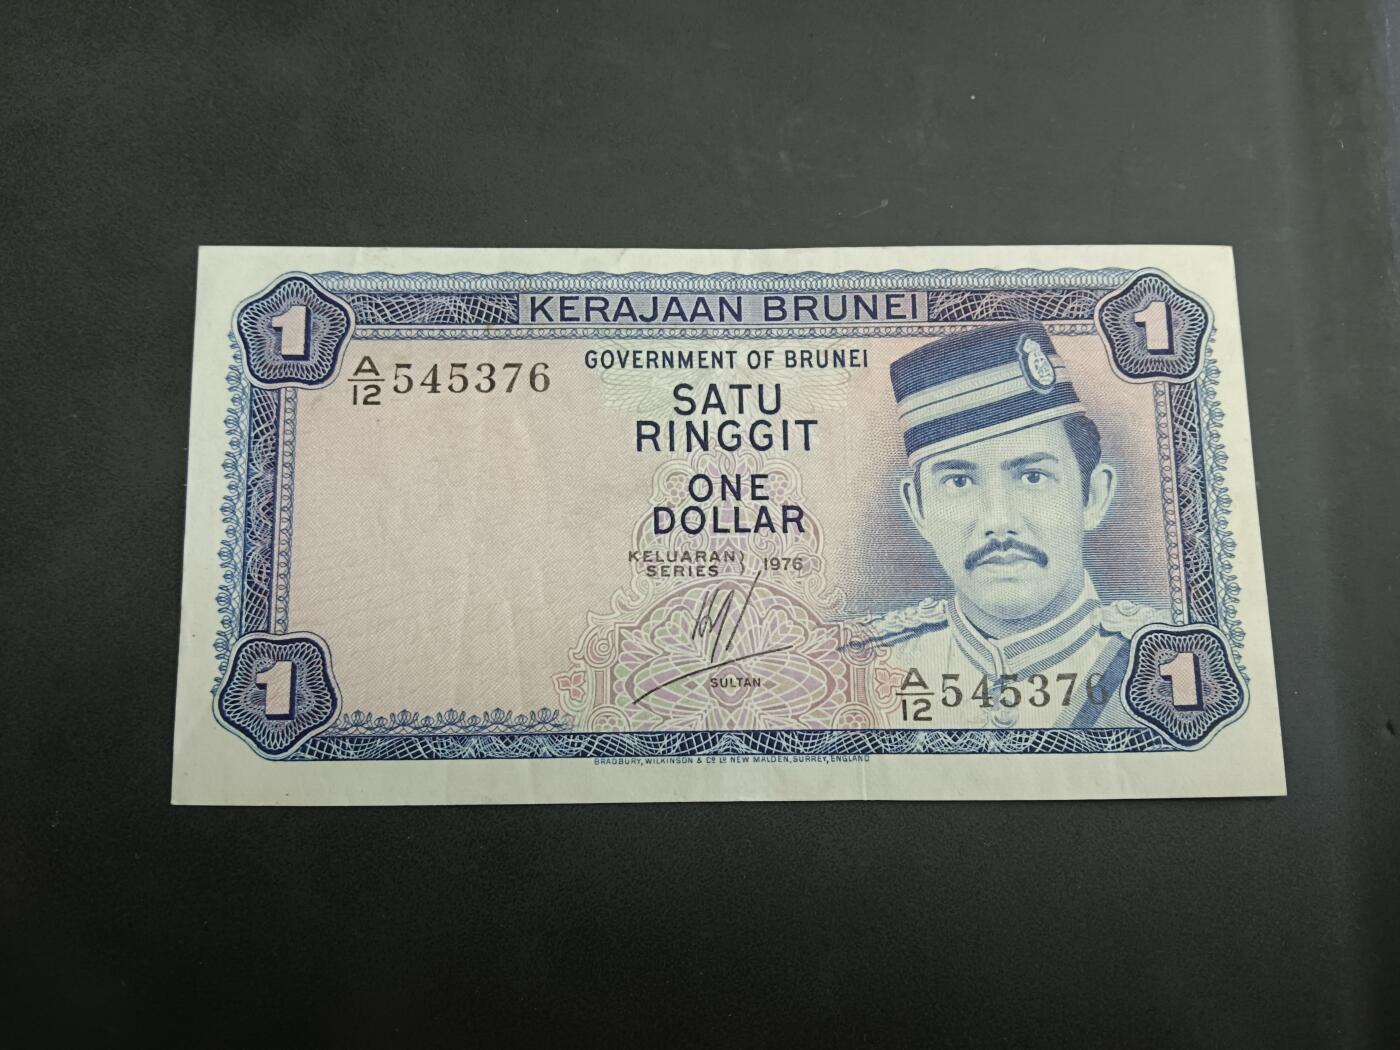 KERAJAAN BRUNEI
1
1
A/12 545376
GOVERNMENT OF BRUNEI
SATU
RINGGIT
ONE
DOLLAR
KELUARAN)
SERIES
1976
SULTAN
A/12 545376
1
1
BRADBURY, WILKINSON & Cº Lº NEW MALDEN, SURREY, ENGLAND